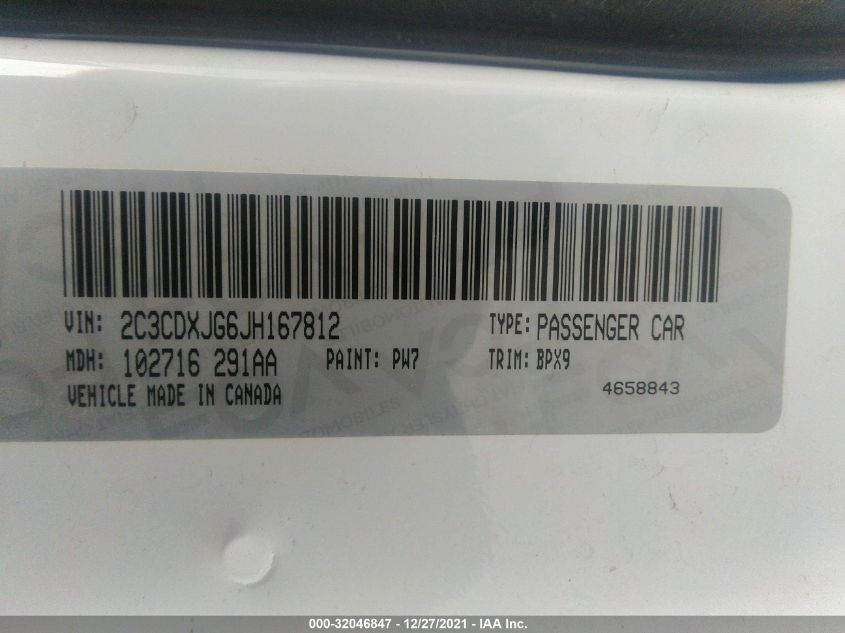 VIN: 2C3CDXJG6JH167812 TYPE: PASSENGER CAR
MDH: 102716 291AA PAINT: PW7 TRIM: BPX9
VEHICLE MADE IN CANADA 4658843
000-32046847 - 12/27/2021 - IAA Inc.